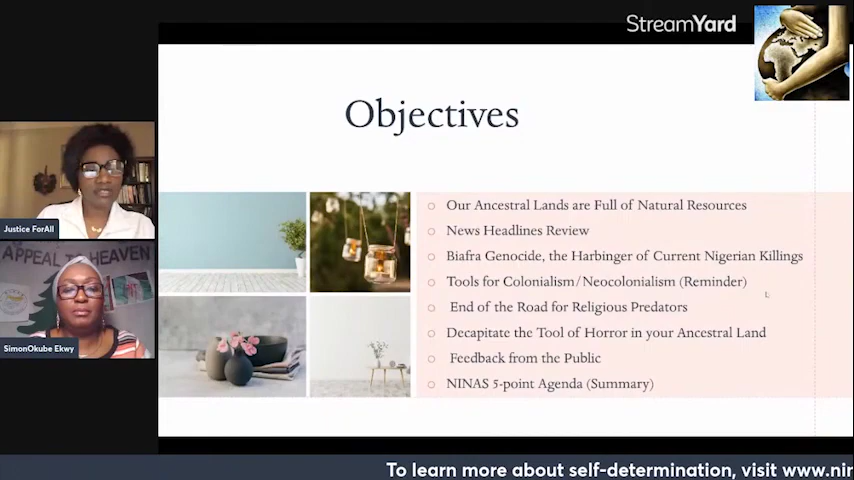 StreamYard
Objectives
Our Ancestral Lands are Full of Natural Resources
News Headlines Review
Biafra Genocide, the Harbinger of Current Nigerian Killings
Tools for Colonialism/Neocolonialism (Reminder)
End of the Road for Religious Predators
Decapitate the Tool of Horror in your Ancestral Land
Feedback from the Public
NINAS 5-point Agenda (Summary)
Justice ForAll
APPEAL TO HEAVEN
SimonOkube Ekwy
To learn more about self-determination, visit www.nir